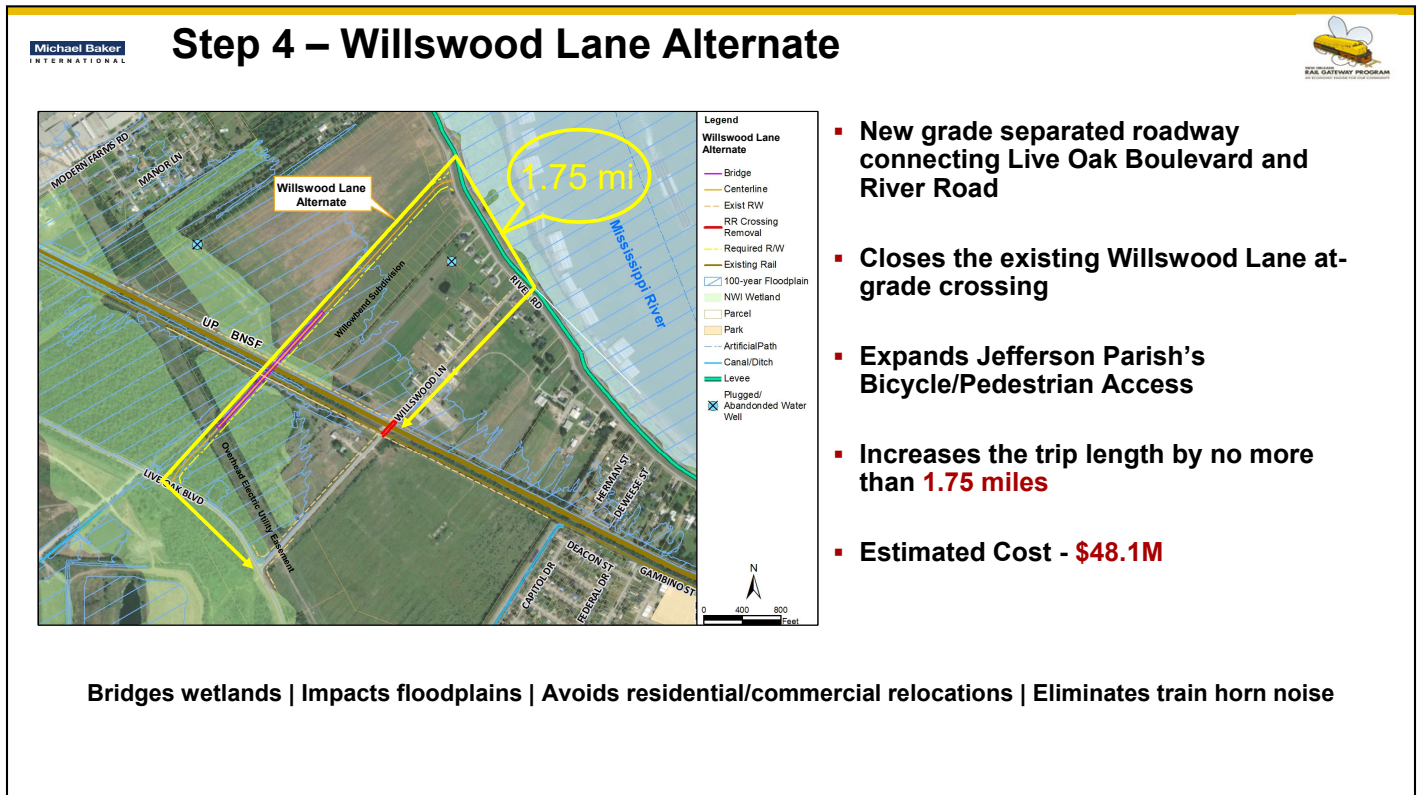 Michael Baker
INTERNATIONAL
Step 4 – Willswood Lane Alternate
NEW ORLEANS
RAIL GATEWAY PROGRAM
AN ECONOMIC ENGINE FOR OUR COMMUNITY
MODERN FARMS RD
MANOR LN
Willswood Lane
Alternate
1.75 mi
Mississippi River
RIVER RD
Willowbend Subdivision
UP BNSF
WILLSWOOD LN
Overhead Electric Utility Easement
LIVE OAK BLVD
HERMAN ST
DEWEESE ST
DEACON ST
GAMBINO ST
CAPITOL DR
FEDERAL DR
Legend
Willswood Lane
Alternate
Bridge
Centerline
Exist RW
RR Crossing
Removal
Required R/W
Existing Rail
100-year Floodplain
NWI Wetland
Parcel
Park
ArtificialPath
Canal/Ditch
Levee
Plugged/
Abandonded Water
Well
N
0 400 800
Feet
▪ New grade separated roadway
connecting Live Oak Boulevard and
River Road
▪ Closes the existing Willswood Lane at-
grade crossing
▪ Expands Jefferson Parish’s
Bicycle/Pedestrian Access
▪ Increases the trip length by no more
than 1.75 miles
▪ Estimated Cost - $48.1M
Bridges wetlands | Impacts floodplains | Avoids residential/commercial relocations | Eliminates train horn noise